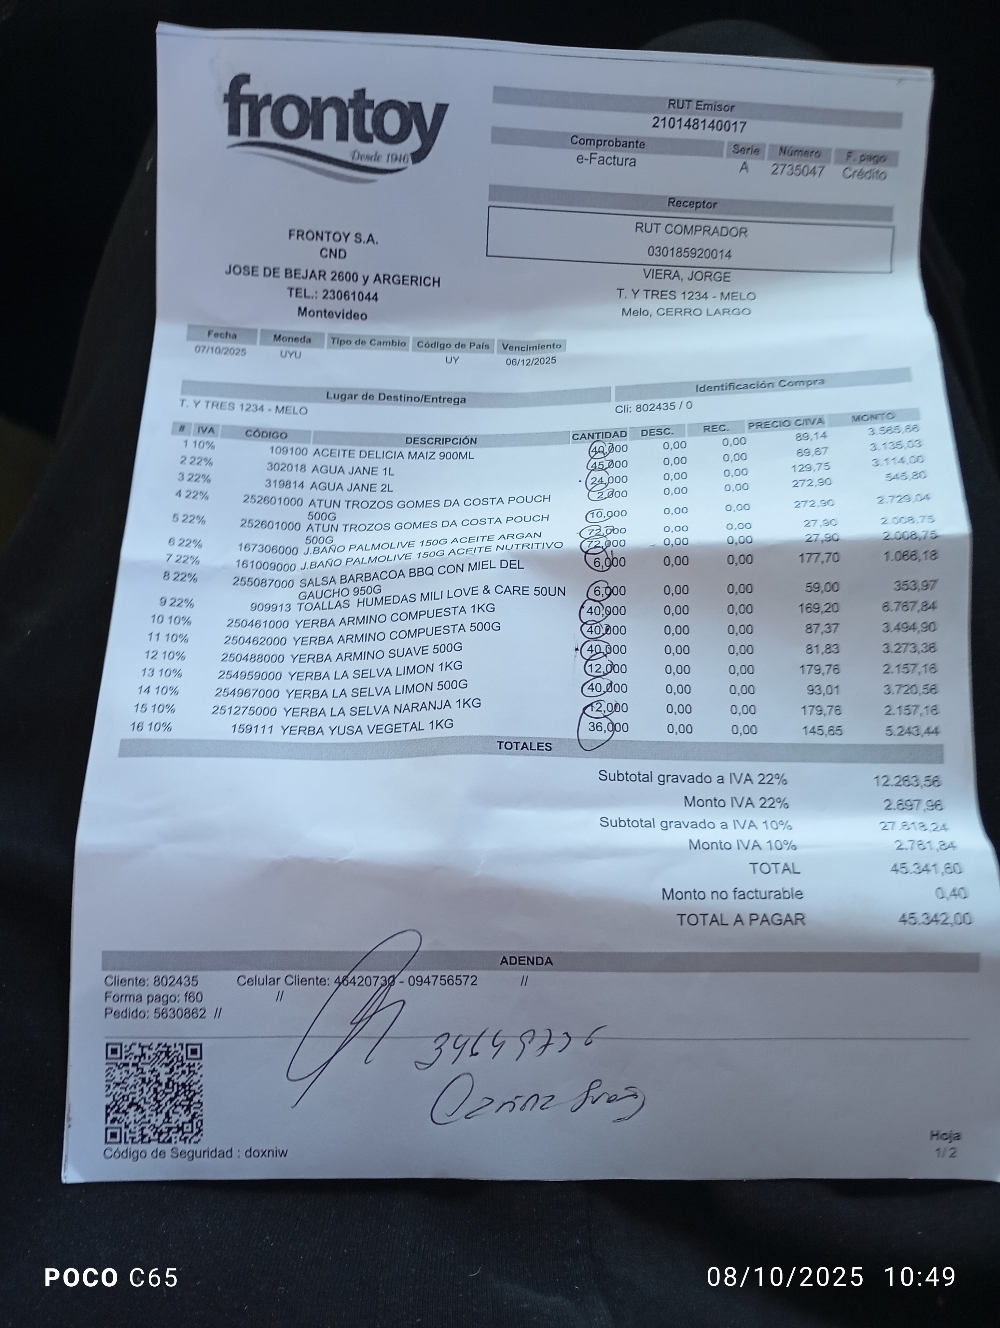 frontoy
Desde 1946
RUT Emisor
210148140017
Comprobante Serie Número F. pago
e-Factura A 2735047 Crédito
Receptor
RUT COMPRADOR
030185920014
VIERA, JORGE
T. Y TRES 1234 - MELO
Melo, CERRO LARGO
FRONTOY S.A.
CND
JOSE DE BEJAR 2600 y ARGERICH
TEL.: 23061044
Montevideo
Fecha Moneda Tipo de Cambio Código de País Vencimiento
07/10/2025 UYU UY 06/12/2025
Lugar de Destino/Entrega Identificación Compra
T. Y TRES 1234 - MELO Cli: 802435 / 0
# IVA CÓDIGO DESCRIPCIÓN CANTIDAD DESC. REC. PRECIO C/IVA MONTO
1 10% 109100 ACEITE DELICIA MAIZ 900ML 40,000 0,00 0,00 89,14 3.565,66
2 22% 302018 AGUA JANE 1L 45,000 0,00 0,00 69,67 3.135,03
3 22% 319814 AGUA JANE 2L 24,000 0,00 0,00 129,75 3.114,00
4 22% 252601000 ATUN TROZOS GOMES DA COSTA POUCH 2,000 0,00 0,00 272,90 545,80
500G
5 22% 252601000 ATUN TROZOS GOMES DA COSTA POUCH 10,000 0,00 0,00 272,90 2.729,04
500G
6 22% 167306000 J.BAÑO PALMOLIVE 150G ACEITE ARGAN 72,000 0,00 0,00 27,90 2.008,75
7 22% 161009000 J.BAÑO PALMOLIVE 150G ACEITE NUTRITIVO 72,000 0,00 0,00 27,90 2.008,75
8 22% 255087000 SALSA BARBACOA BBQ CON MIEL DEL 6,000 0,00 0,00 177,70 1.066,18
GAUCHO 950G
9 22% 909913 TOALLAS HUMEDAS MILI LOVE & CARE 50UN 6,000 0,00 0,00 59,00 353,97
10 10% 250461000 YERBA ARMINO COMPUESTA 1KG 40,000 0,00 0,00 169,20 6.767,84
11 10% 250462000 YERBA ARMINO COMPUESTA 500G 40,000 0,00 0,00 87,37 3.494,90
12 10% 250488000 YERBA ARMINO SUAVE 500G 40,000 0,00 0,00 81,83 3.273,36
13 10% 254959000 YERBA LA SELVA LIMON 1KG 12,000 0,00 0,00 179,76 2.157,16
14 10% 254967000 YERBA LA SELVA LIMON 500G 40,000 0,00 0,00 93,01 3.720,56
15 10% 251275000 YERBA LA SELVA NARANJA 1KG 12,000 0,00 0,00 179,76 2.157,16
16 10% 159111 YERBA YUSA VEGETAL 1KG 36,000 0,00 0,00 145,65 5.243,44
TOTALES
Subtotal gravado a IVA 22% 12.263,56
Monto IVA 22% 2.697,96
Subtotal gravado a IVA 10% 27.618,24
Monto IVA 10% 2.761,84
TOTAL 45.341,60
Monto no facturable 0,40
TOTAL A PAGAR 45.342,00
ADENDA
Cliente: 802435 Celular Cliente: 46420730 - 094756572 //
Forma pago: f60 //
Pedido: 5630862 //
Código de Seguridad : doxniw
Hoja
1/2
POCO C65
08/10/2025 10:49